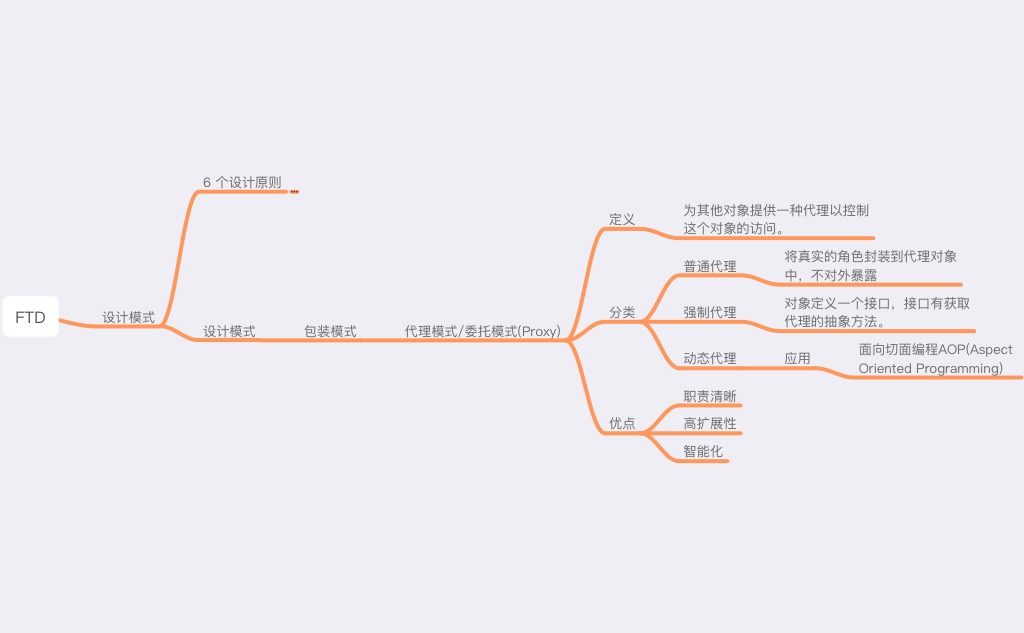 FTD
设计模式
6 个设计原则
设计模式
包装模式
代理模式/委托模式(Proxy)
定义
为其他对象提供一种代理以控制
这个对象的访问。
分类
普通代理
将真实的角色封装到代理对象
中，不对外暴露
强制代理
对象定义一个接口，接口有获取
代理的抽象方法。
动态代理
应用
面向切面编程AOP(Aspect
Oriented Programming)
优点
职责清晰
高扩展性
智能化